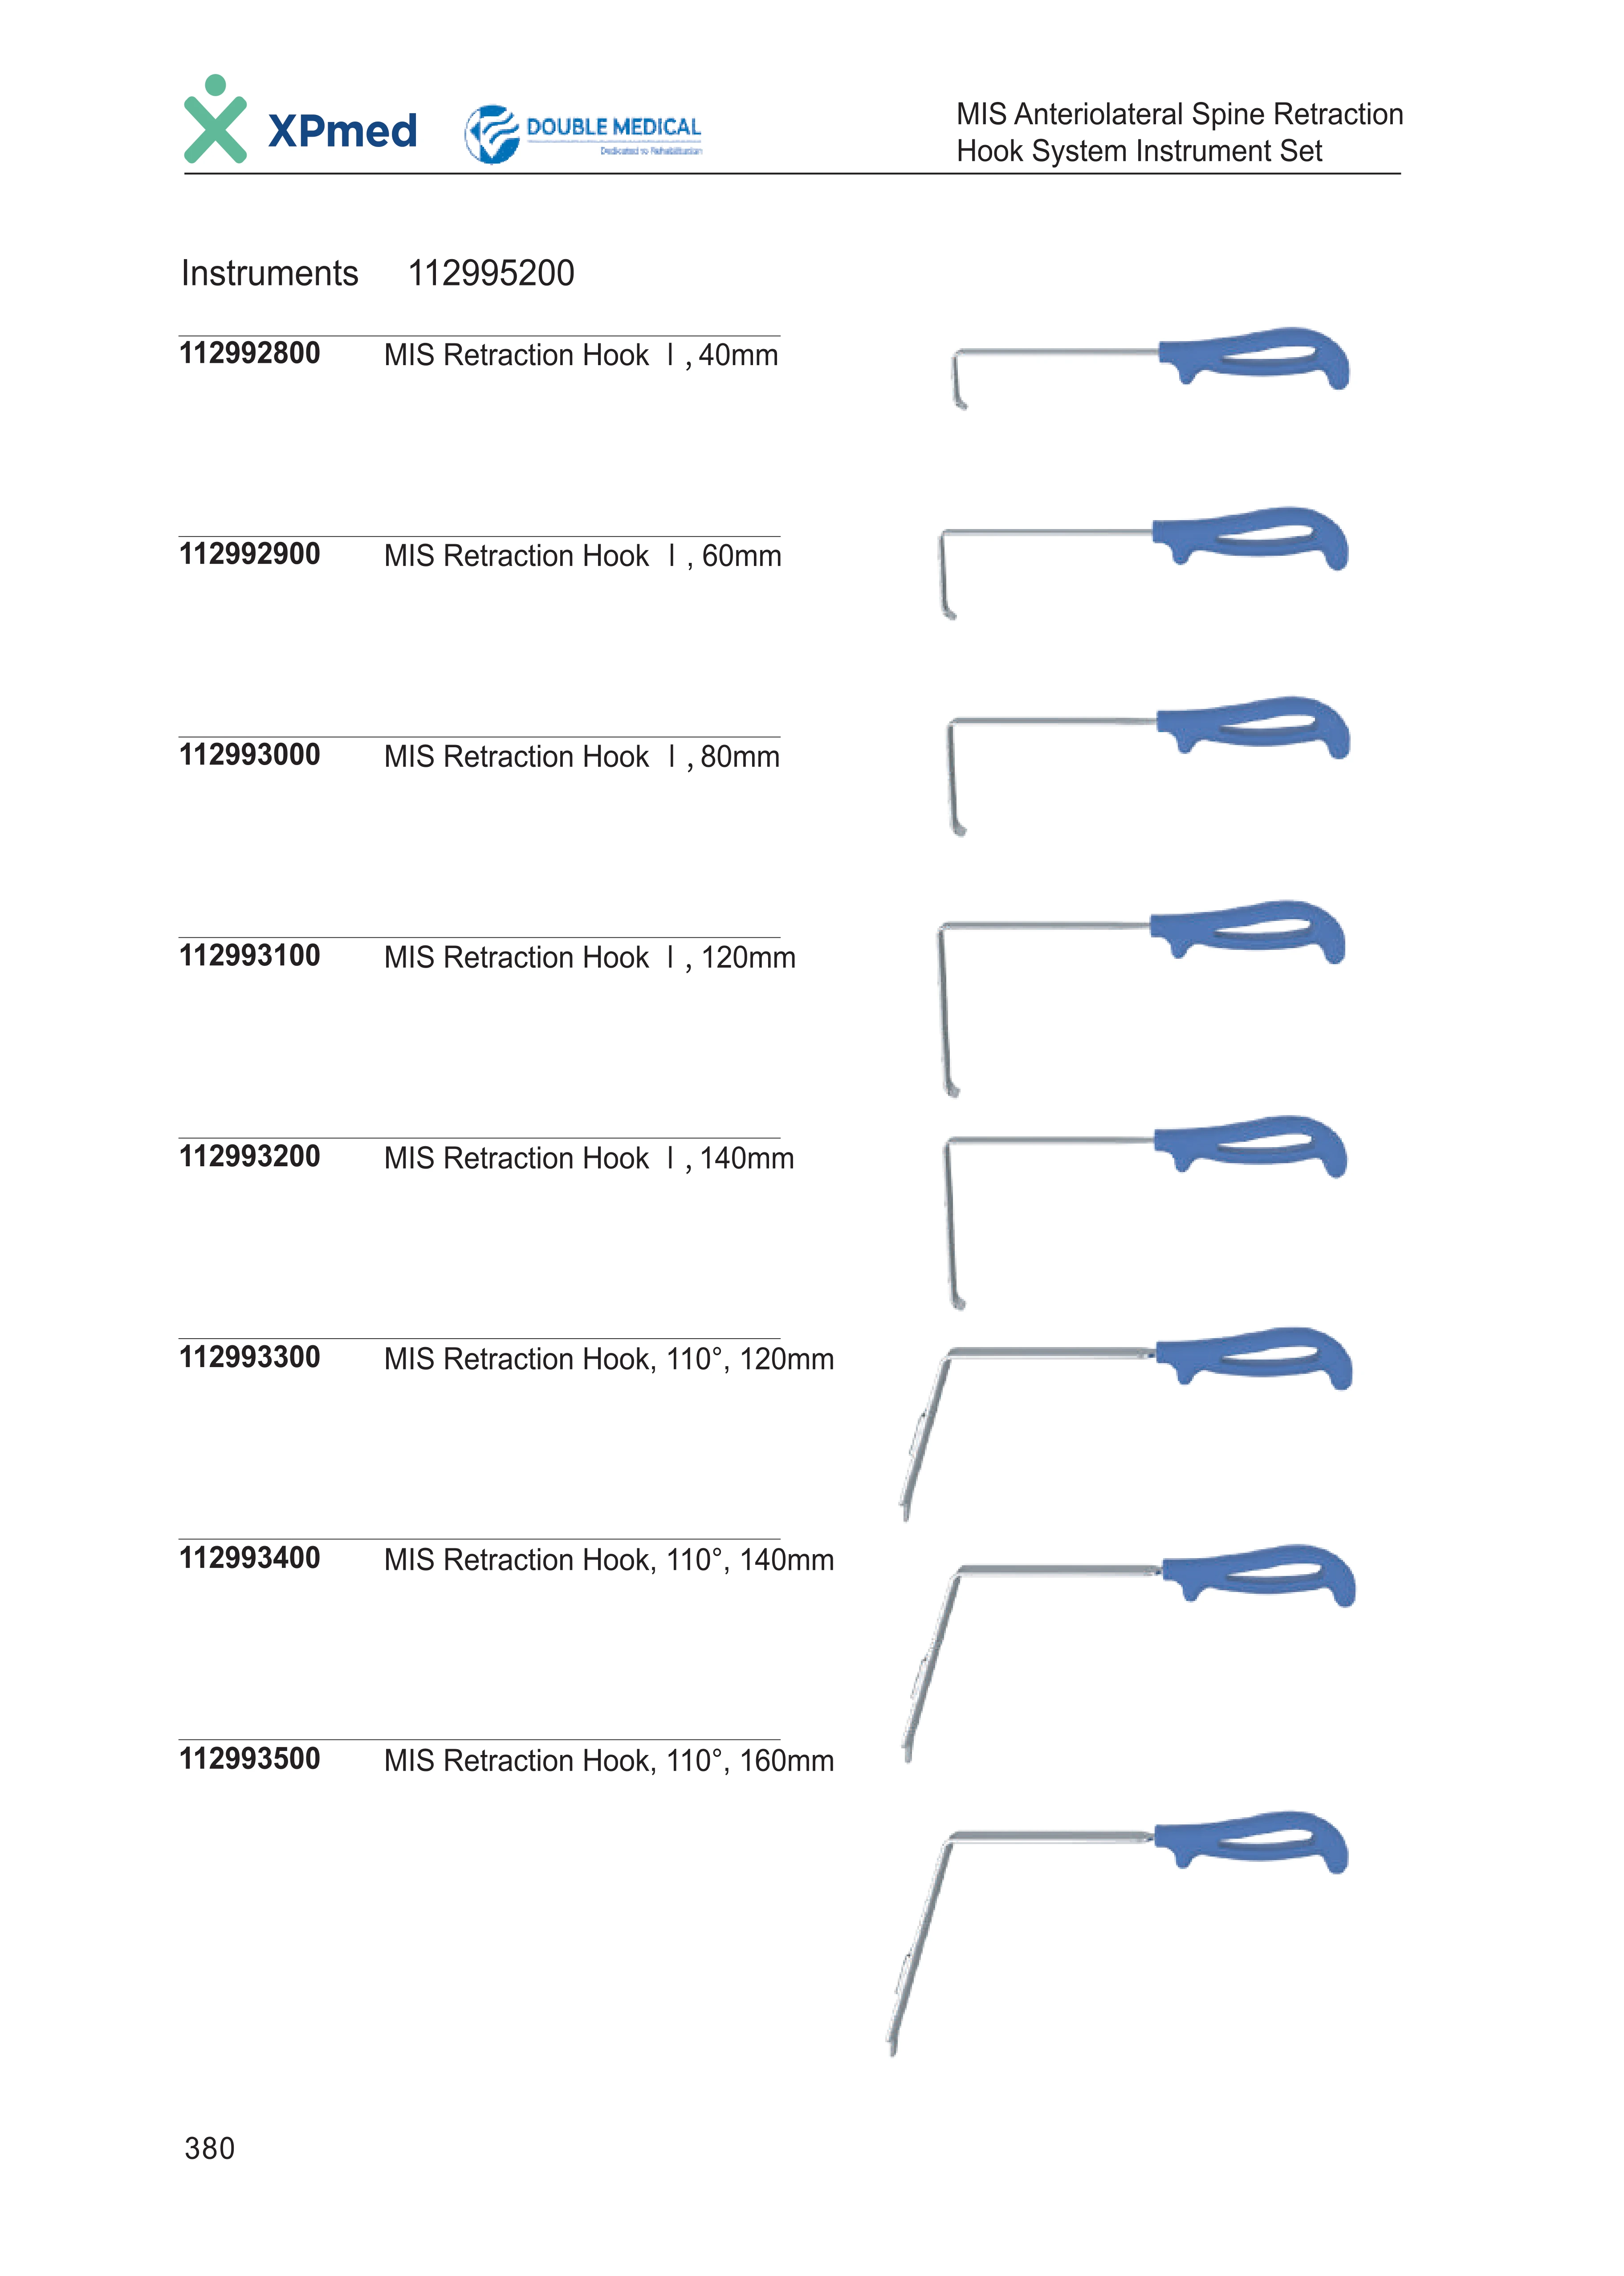 XPmed
DOUBLE MEDICAL
Dedicated to Rehabilitation
MIS Anteriolateral Spine Retraction
Hook System Instrument Set
Instruments 112995200
112992800 MIS Retraction Hook Ⅰ , 40mm
112992900 MIS Retraction Hook Ⅰ , 60mm
112993000 MIS Retraction Hook Ⅰ , 80mm
112993100 MIS Retraction Hook Ⅰ , 120mm
112993200 MIS Retraction Hook Ⅰ , 140mm
112993300 MIS Retraction Hook, 110°, 120mm
112993400 MIS Retraction Hook, 110°, 140mm
112993500 MIS Retraction Hook, 110°, 160mm
380